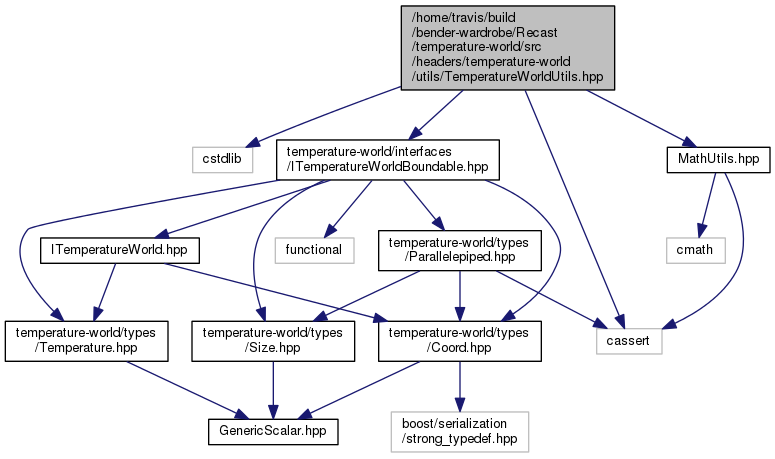 /home/travis/build
/bender-wardrobe/Recast
/temperature-world/src
/headers/temperature-world
/utils/TemperatureWorldUtils.hpp
cstdlib
temperature-world/interfaces
/ITemperatureWorldBoundable.hpp
MathUtils.hpp
ITemperatureWorld.hpp
functional
temperature-world/types
/Parallelepiped.hpp
cmath
temperature-world/types
/Temperature.hpp
temperature-world/types
/Size.hpp
temperature-world/types
/Coord.hpp
cassert
GenericScalar.hpp
boost/serialization
/strong_typedef.hpp